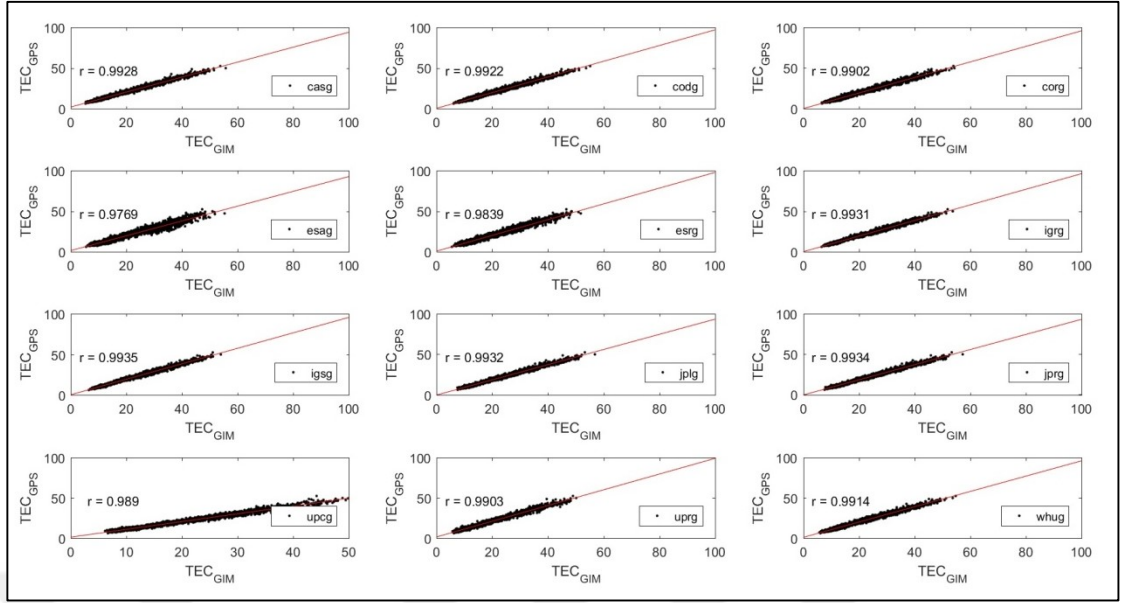 100
TEC_GPS
50
r = 0.9928
casg
0
0 20 40 60 80 100
TEC_GIM
100
TEC_GPS
50
r = 0.9922
codg
0
0 20 40 60 80 100
TEC_GIM
100
TEC_GPS
50
r = 0.9902
corg
0
0 20 40 60 80 100
TEC_GIM
100
TEC_GPS
50
r = 0.9769
esag
0
0 20 40 60 80 100
TEC_GIM
100
TEC_GPS
50
r = 0.9839
esrg
0
0 20 40 60 80 100
TEC_GIM
100
TEC_GPS
50
r = 0.9931
igrg
0
0 20 40 60 80 100
TEC_GIM
100
TEC_GPS
50
r = 0.9935
igsg
0
0 20 40 60 80 100
TEC_GIM
100
TEC_GPS
50
r = 0.9932
jplg
0
0 20 40 60 80 100
TEC_GIM
100
TEC_GPS
50
r = 0.9934
jprg
0
0 20 40 60 80 100
TEC_GIM
100
TEC_GPS
50
r = 0.989
upcg
0
0 10 20 30 40 50
TEC_GIM
100
TEC_GPS
50
r = 0.9903
uprg
0
0 20 40 60 80 100
TEC_GIM
100
TEC_GPS
50
r = 0.9914
whug
0
0 20 40 60 80 100
TEC_GIM